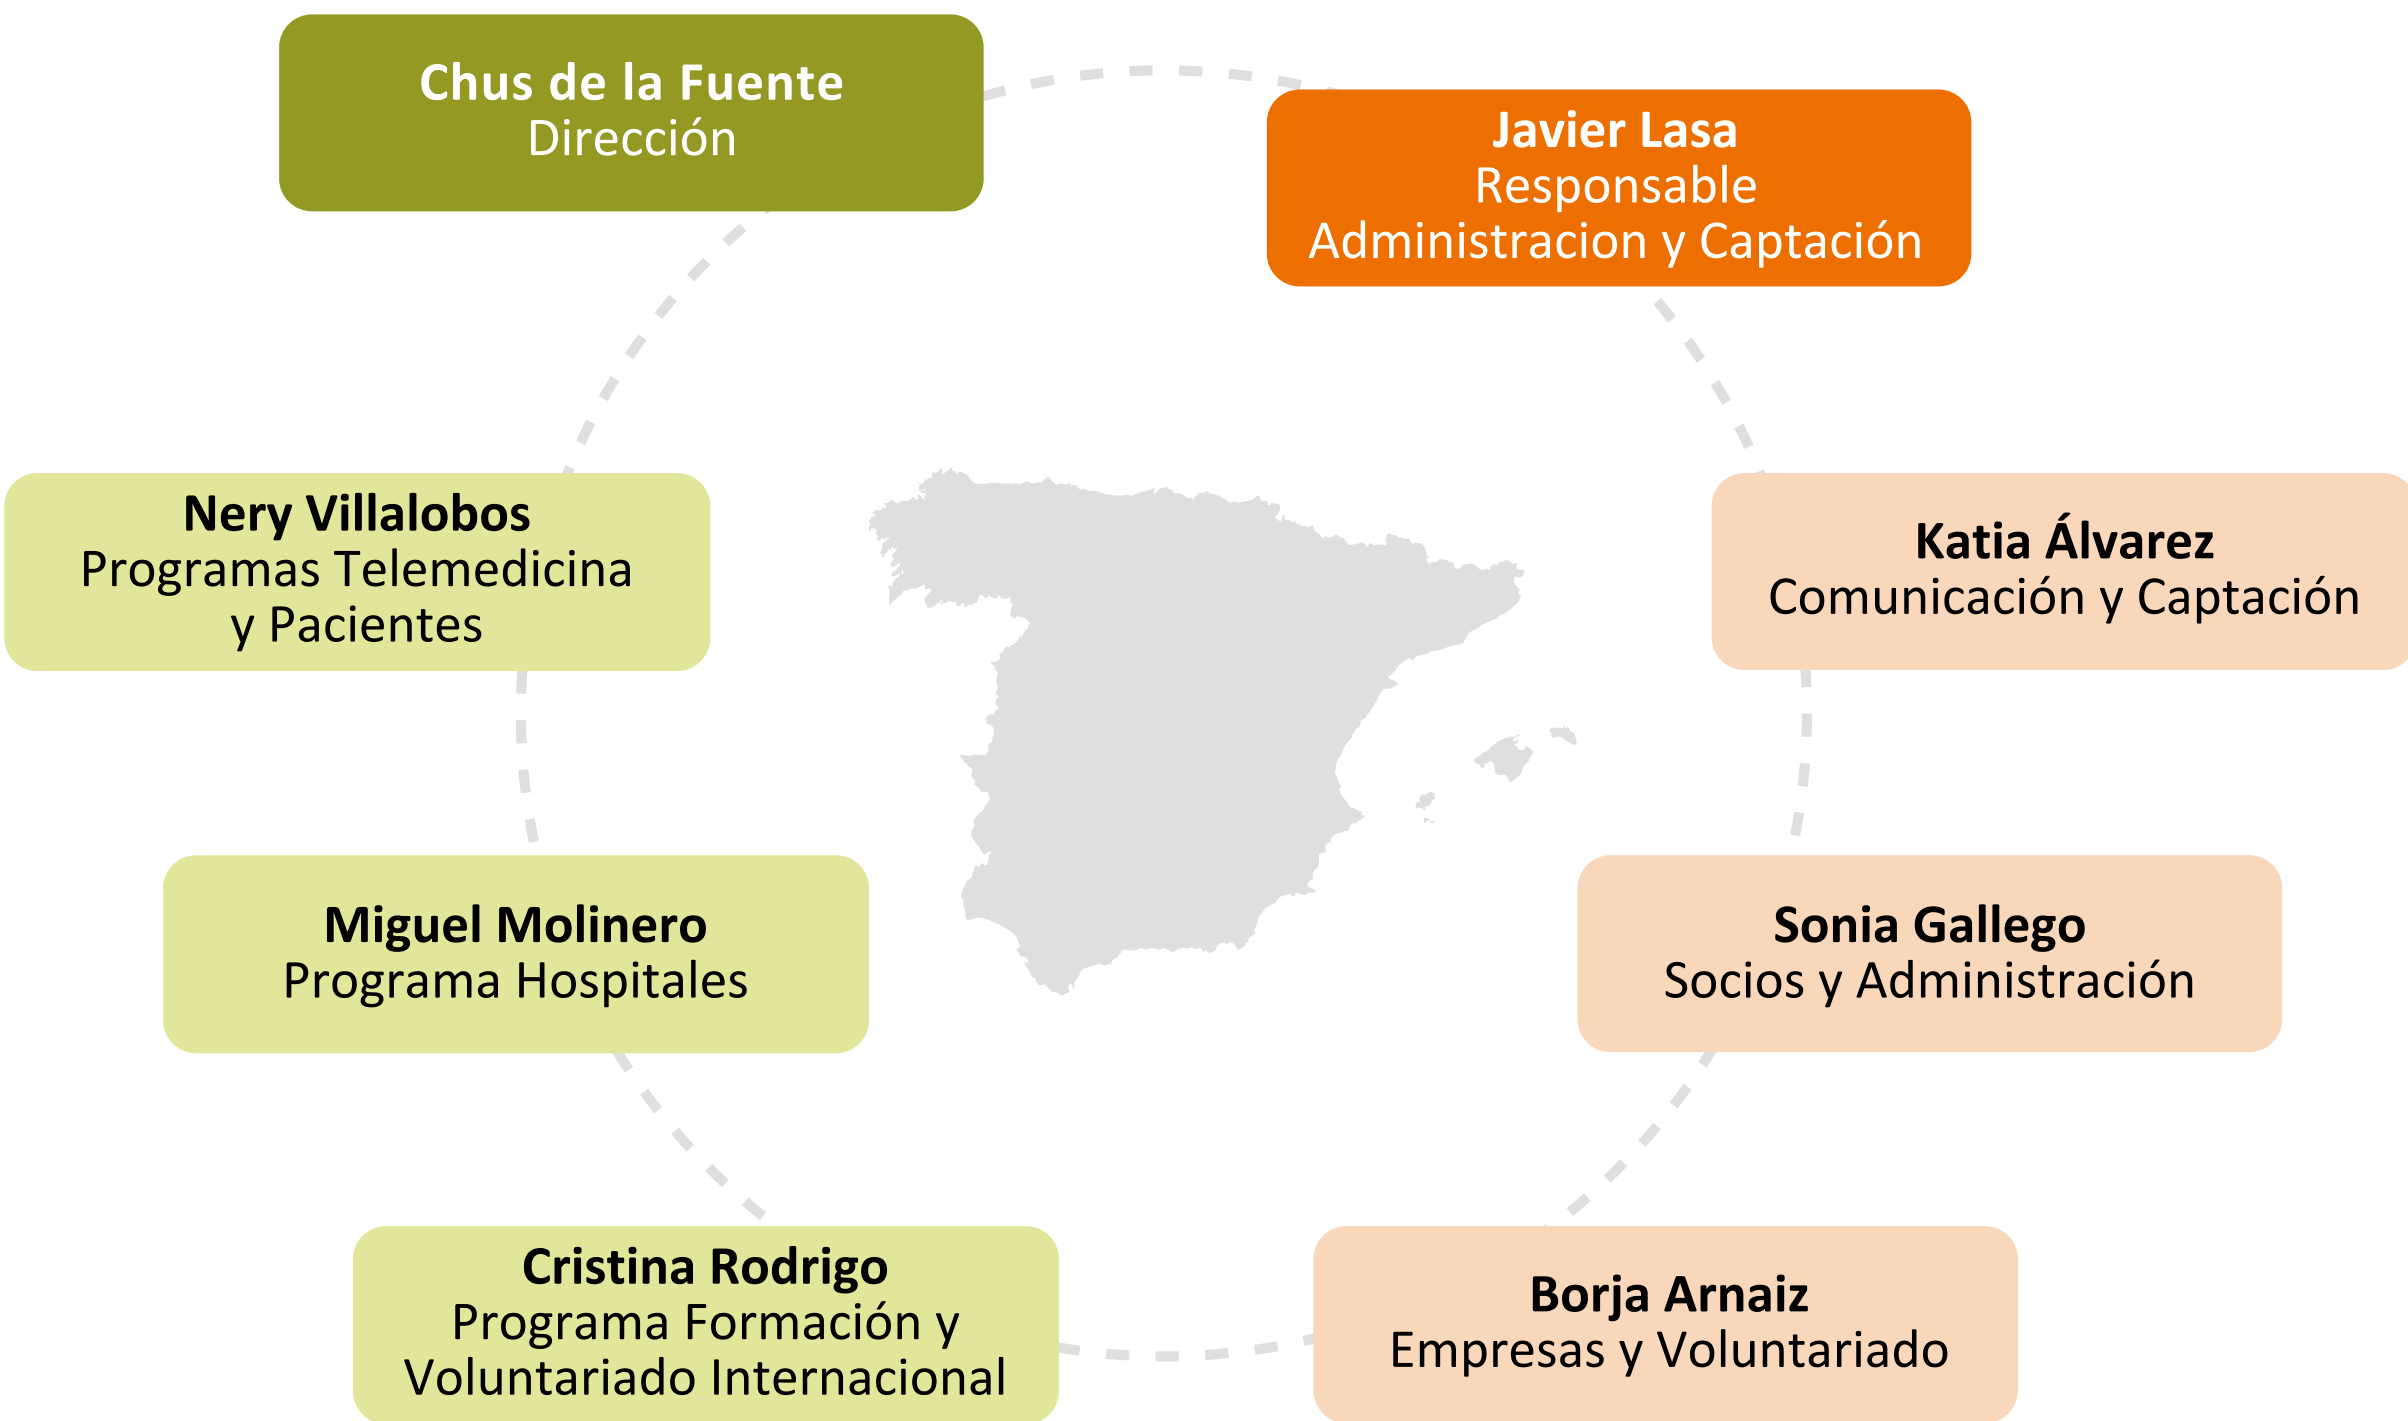 Chus de la Fuente
Dirección
Javier Lasa
Responsable
Administracion y Captación
Nery Villalobos
Programas Telemedicina
y Pacientes
Katia Álvarez
Comunicación y Captación
Miguel Molinero
Programa Hospitales
Sonia Gallego
Socios y Administración
Cristina Rodrigo
Programa Formación y
Voluntariado Internacional
Borja Arnaiz
Empresas y Voluntariado